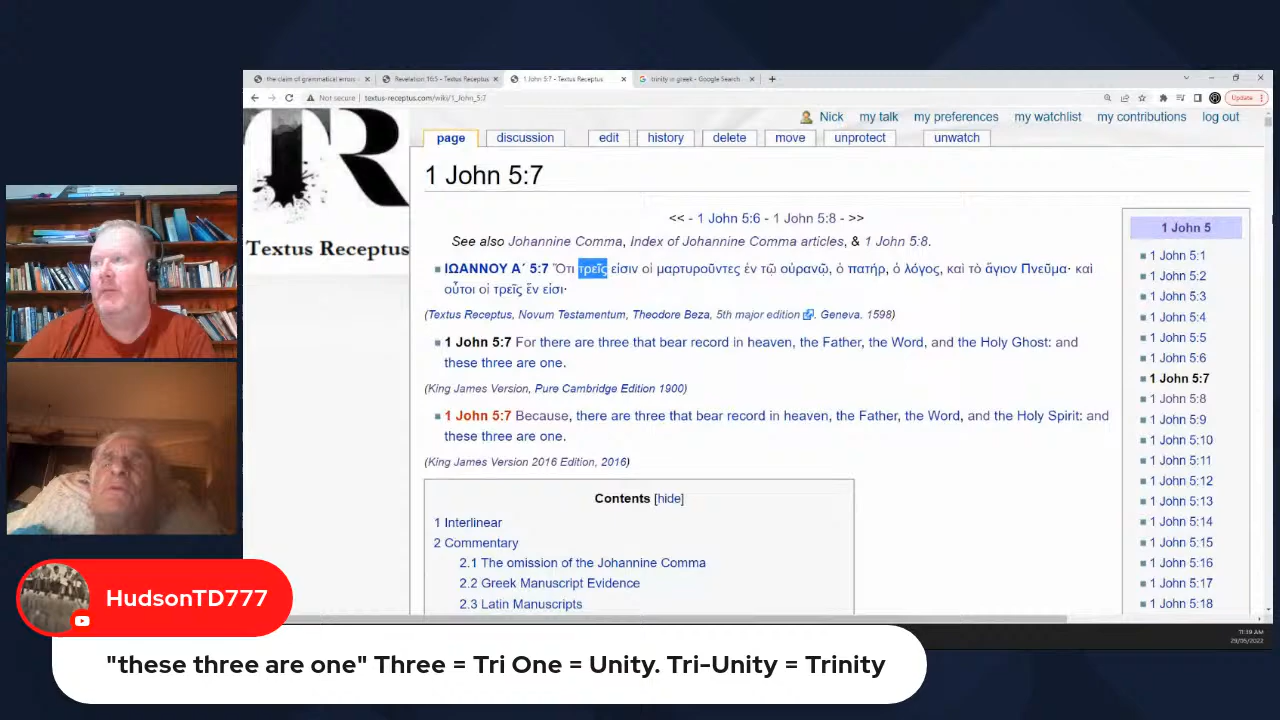 the claim of grammatical errors
Revelation 16:5 - Textus Receptus
1 John 5:7 - Textus Receptus
trinity in greek - Google Search
Not secure | textus-receptus.com/wiki/1_John_5:7
Update
Nick my talk my preferences my watchlist my contributions log out
page discussion edit history delete move unprotect unwatch
TR
Textus Receptus
1 John 5:7
<< - 1 John 5:6 - 1 John 5:8 - >>
See also Johannine Comma, Index of Johannine Comma articles, & 1 John 5:8.
ΙΩΑΝΝΟΥ Α´ 5:7 Ὅτι τρεῖς εἰσιν οἱ μαρτυροῦντες ἐν τῷ οὐρανῷ, ὁ πατήρ, ὁ λόγος, καὶ τὸ ἅγιον Πνεῦμα· καὶ
οὗτοι οἱ τρεῖς ἕν εἰσι·
(Textus Receptus, Novum Testamentum, Theodore Beza, 5th major edition. Geneva. 1598)
1 John 5:7 For there are three that bear record in heaven, the Father, the Word, and the Holy Ghost: and
these three are one.
(King James Version, Pure Cambridge Edition 1900)
1 John 5:7 Because, there are three that bear record in heaven, the Father, the Word, and the Holy Spirit: and
these three are one.
(King James Version 2016 Edition, 2016)
Contents [hide]
1 Interlinear
2 Commentary
2.1 The omission of the Johannine Comma
2.2 Greek Manuscript Evidence
2.3 Latin Manuscripts
1 John 5
1 John 5:1
1 John 5:2
1 John 5:3
1 John 5:4
1 John 5:5
1 John 5:6
1 John 5:7
1 John 5:8
1 John 5:9
1 John 5:10
1 John 5:11
1 John 5:12
1 John 5:13
1 John 5:14
1 John 5:15
1 John 5:16
1 John 5:17
1 John 5:18
11:39 AM
29/05/2022
HudsonTD777
"these three are one" Three = Tri One = Unity. Tri-Unity = Trinity